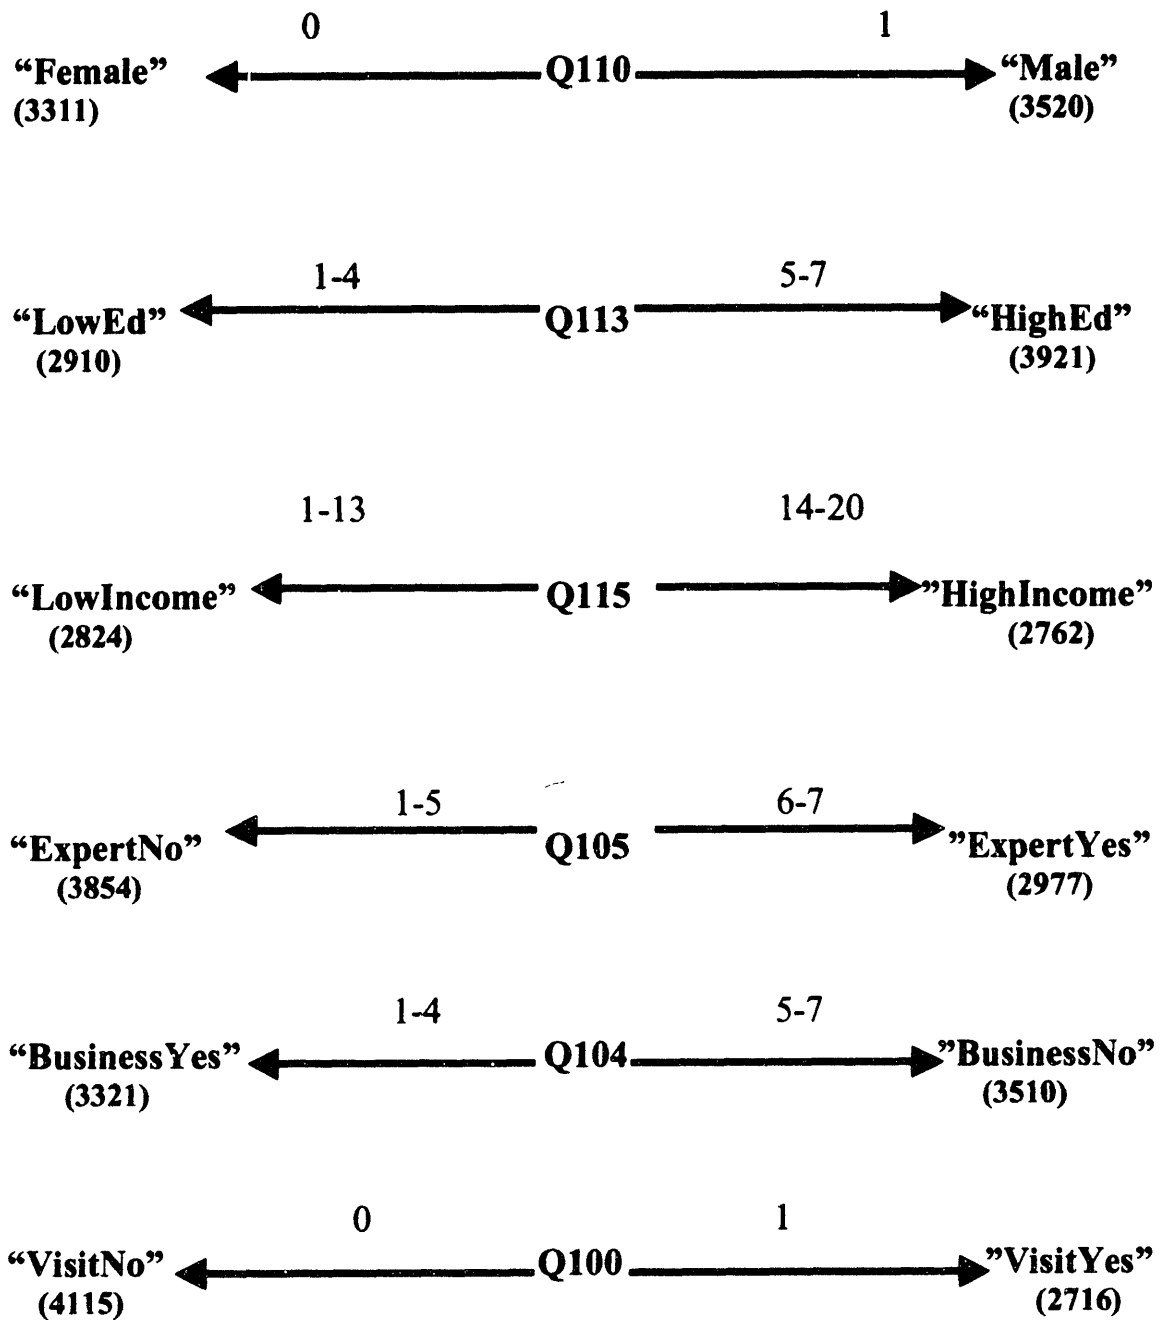 0 1
“Female” Q110 “Male”
(3311) (3520)
1-4 5-7
“LowEd” Q113 “HighEd”
(2910) (3921)
1-13 14-20
“LowIncome” Q115 ”HighIncome”
(2824) (2762)
1-5 6-7
“ExpertNo” Q105 ”ExpertYes”
(3854) (2977)
1-4 5-7
“BusinessYes” Q104 ”BusinessNo”
(3321) (3510)
0 1
“VisitNo” Q100 ”VisitYes”
(4115) (2716)